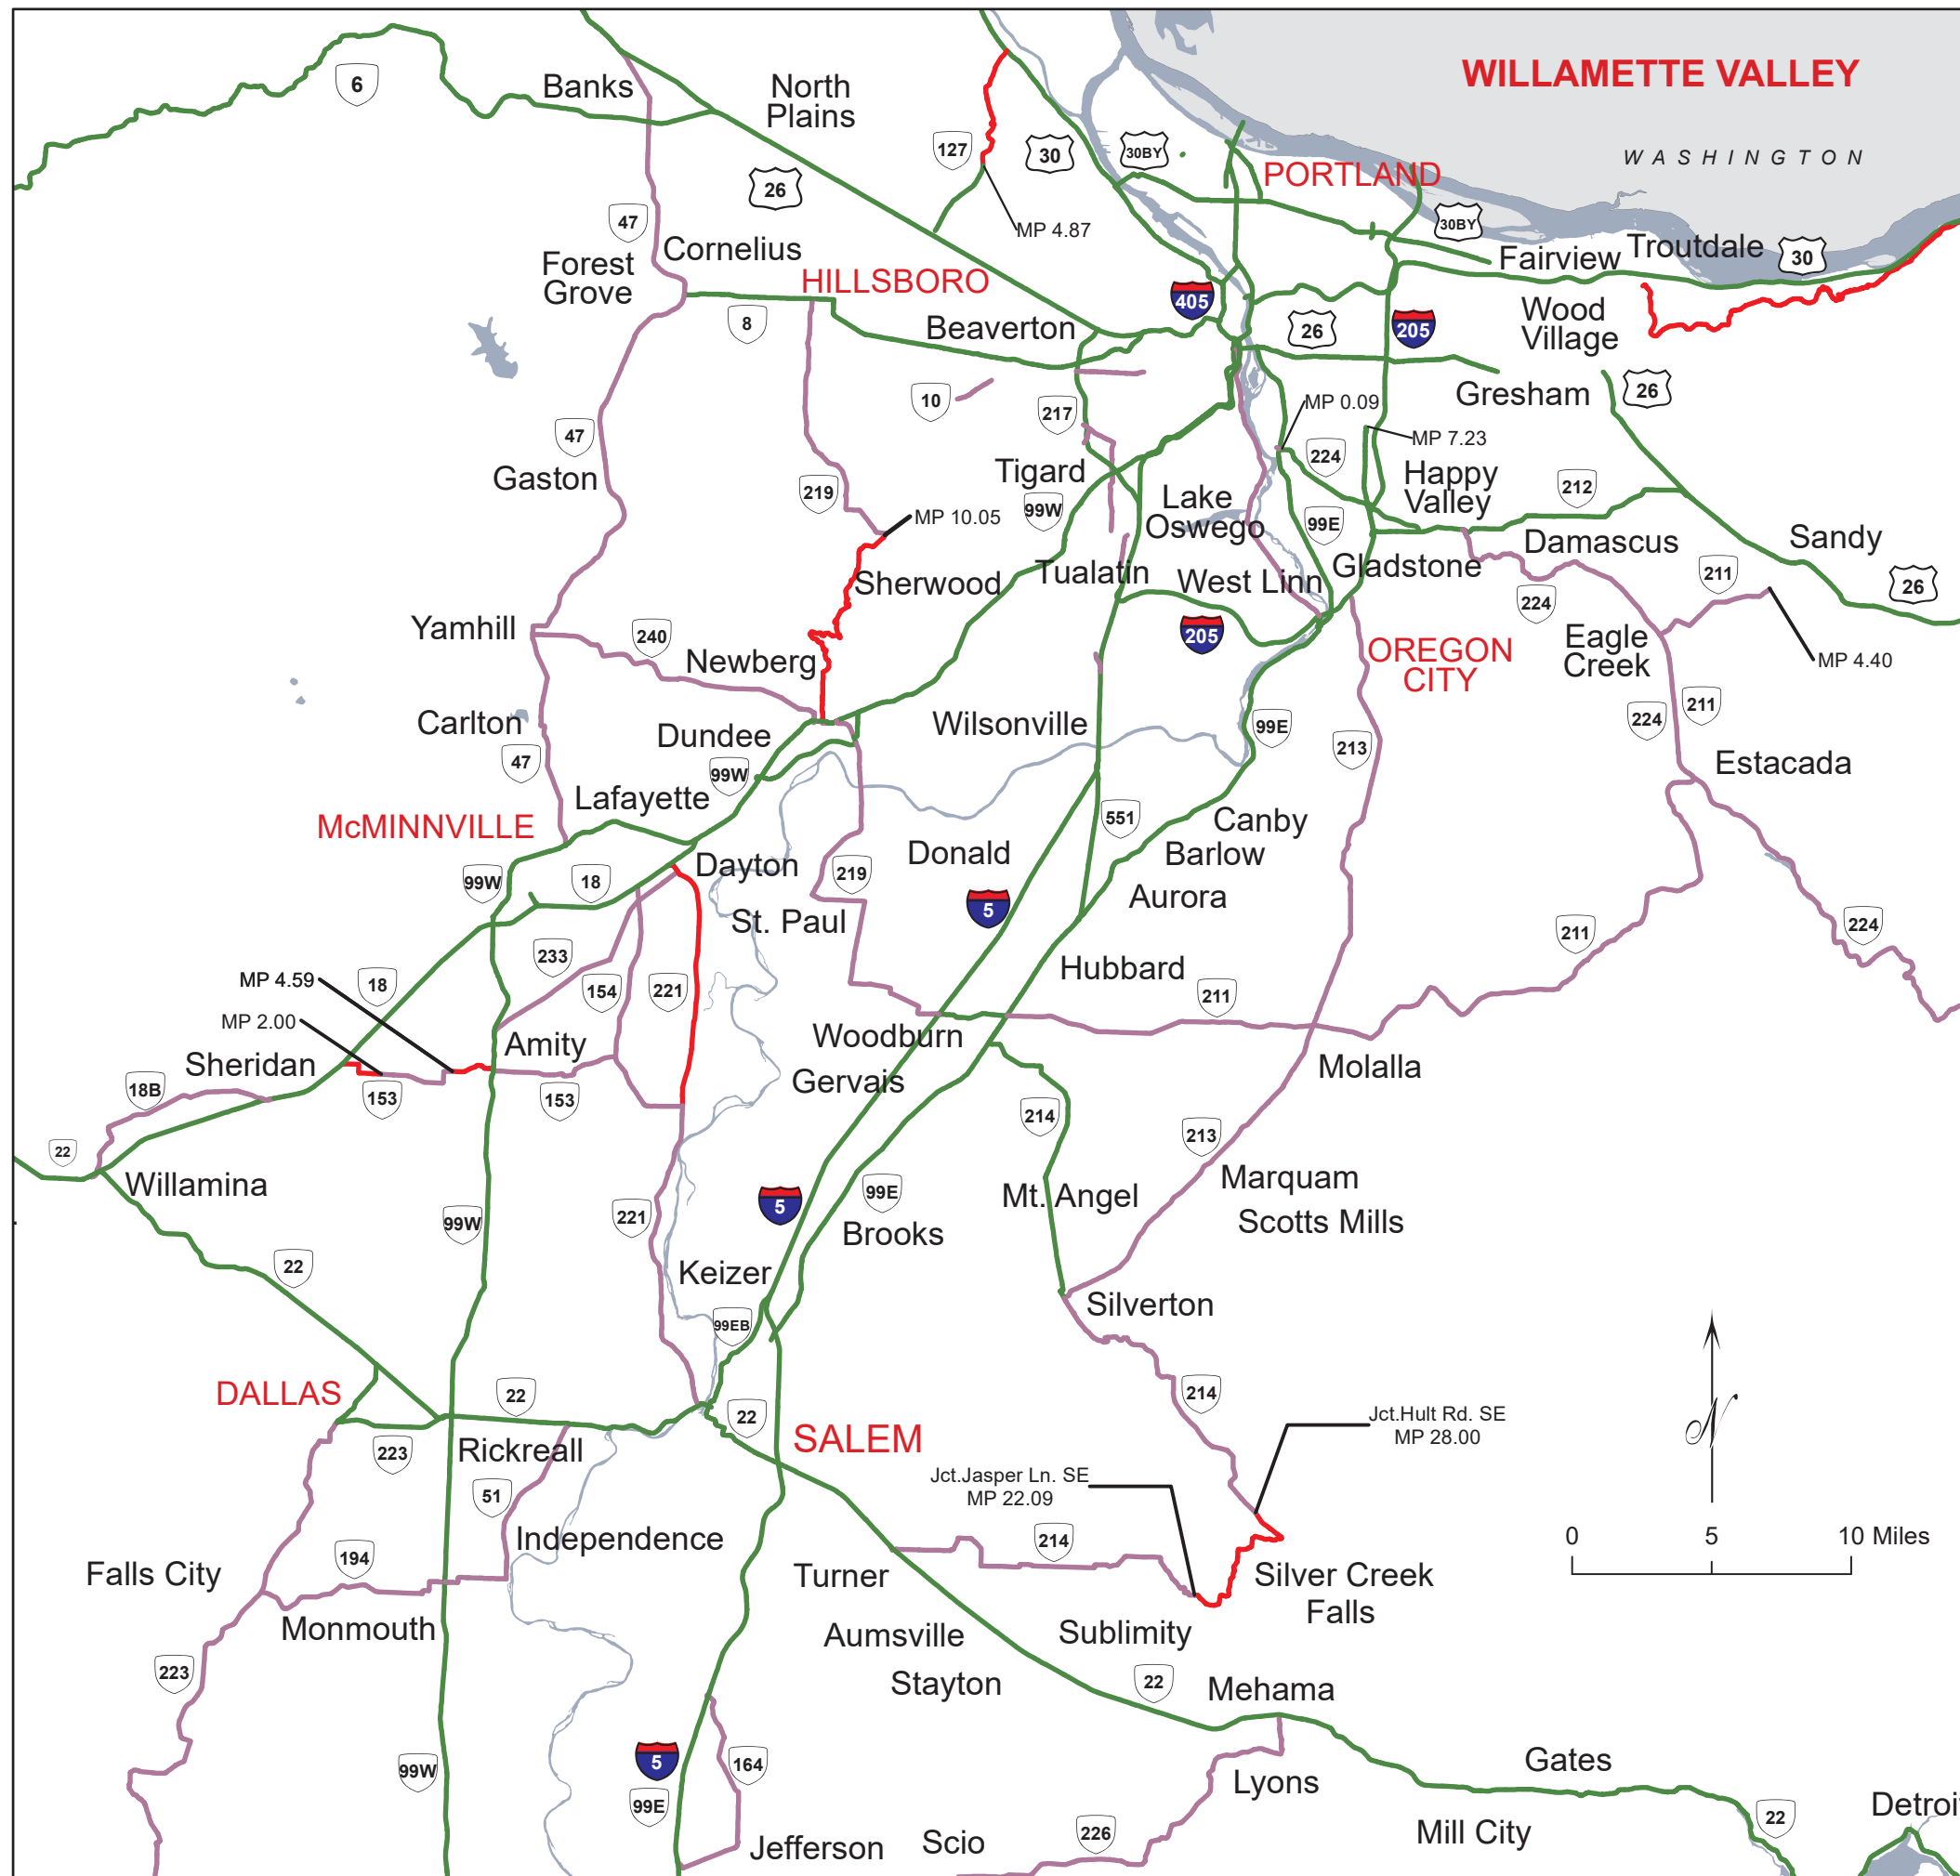 WILLAMETTE VALLEY
WASHINGTON
6
Banks
North
Plains
127
30
30BY
PORTLAND
26
MP 4.87
47
Cornelius
Forest
Grove
HILLSBORO
30BY
Fairview
Troutdale
30
405
8
Beaverton
26
205
Wood
Village
10
217
MP 0.09
Gresham
26
47
MP 7.23
224
Gaston
Tigard
Happy
Valley
212
219
99W
Lake
Oswego
MP 10.05
99E
Damascus
Sandy
Sherwood
Tualatin
West Linn
Gladstone
211
26
224
Yamhill
240
205
Newberg
OREGON
CITY
Eagle
Creek
MP 4.40
Carlton
Dundee
Wilsonville
99E
213
224
211
47
99W
Estacada
Lafayette
McMINNVILLE
551
Canby
Donald
Barlow
Dayton
219
99W
18
Aurora
5
St. Paul
211
224
233
Hubbard
MP 4.59
18
154
221
211
MP 2.00
Woodburn
Amity
Sheridan
Molalla
Gervais
18B
153
153
214
213
22
Willamina
Marquam
5
99E
Mt. Angel
221
99W
Scotts Mills
Brooks
22
Keizer
Silverton
99EB
DALLAS
22
214
22
Jct.Hult Rd. SE
MP 28.00
SALEM
223
Rickreall
Jct.Jasper Ln. SE
MP 22.09
51
Independence
214
0
5
10 Miles
N
194
Falls City
Turner
Silver Creek
Falls
Monmouth
Aumsville
Sublimity
223
Stayton
22
Mehama
5
164
99W
Gates
Lyons
99E
Detroi
22
Mill City
226
Jefferson
Scio